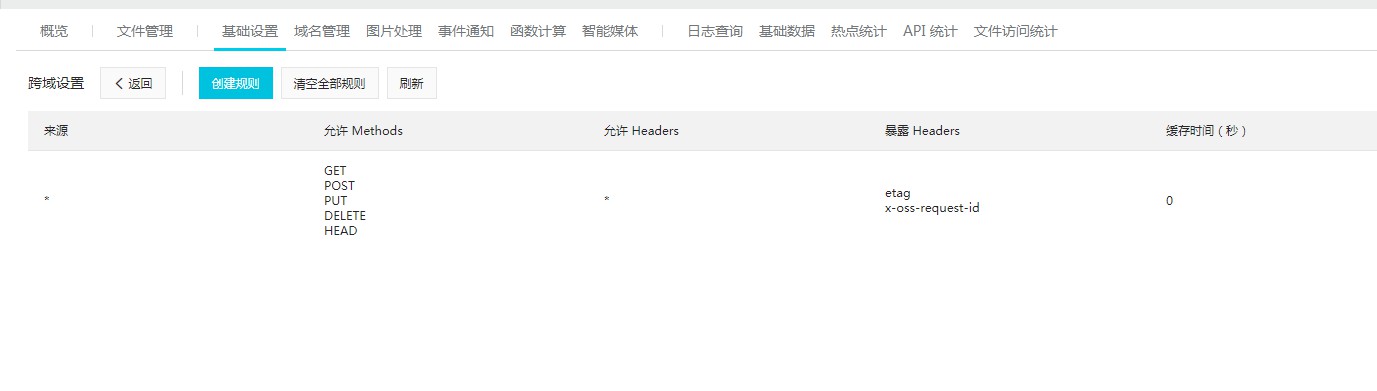 概览 文件管理 基础设置 域名管理 图片处理 事件通知 函数计算 智能媒体 日志查询 基础数据 热点统计 API 统计 文件访问统计
跨域设置 返回 创建规则 清空全部规则 刷新
来源 允许 Methods 允许 Headers 暴露 Headers 缓存时间（秒）
*
GET
POST
PUT
DELETE
HEAD
*
etag
x-oss-request-id
0